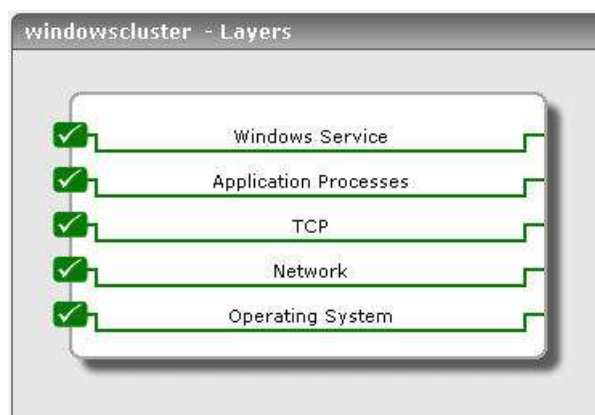 windowscluster - Layers
Windows Service
Application Processes
TCP
Network
Operating System